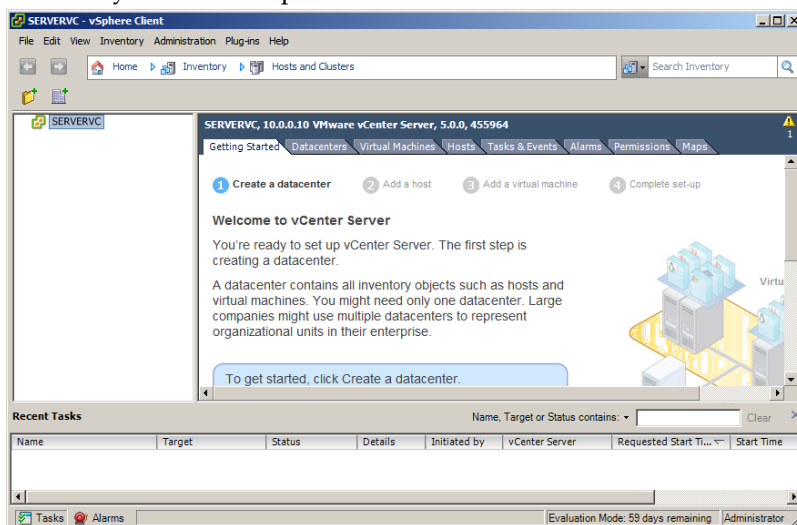 SERVERVC - vSphere Client
File Edit View Inventory Administration Plug-ins Help
Home Inventory Hosts and Clusters Search Inventory
SERVERVC
SERVERVC, 10.0.0.10 VMware vCenter Server, 5.0.0, 455964
1
Getting Started Datacenters Virtual Machines Hosts Tasks & Events Alarms Permissions Maps
1 Create a datacenter 2 Add a host 3 Add a virtual machine 4 Complete set-up
Welcome to vCenter Server
You're ready to set up vCenter Server. The first step is
creating a datacenter.
A datacenter contains all inventory objects such as hosts and
virtual machines. You might need only one datacenter. Large
companies might use multiple datacenters to represent
organizational units in their enterprise.
Virtu
To get started, click Create a datacenter.
Recent Tasks Name, Target or Status contains: Clear
Name Target Status Details Initiated by vCenter Server Requested Start Ti... Start Time
Tasks Alarms Evaluation Mode: 59 days remaining Administrator